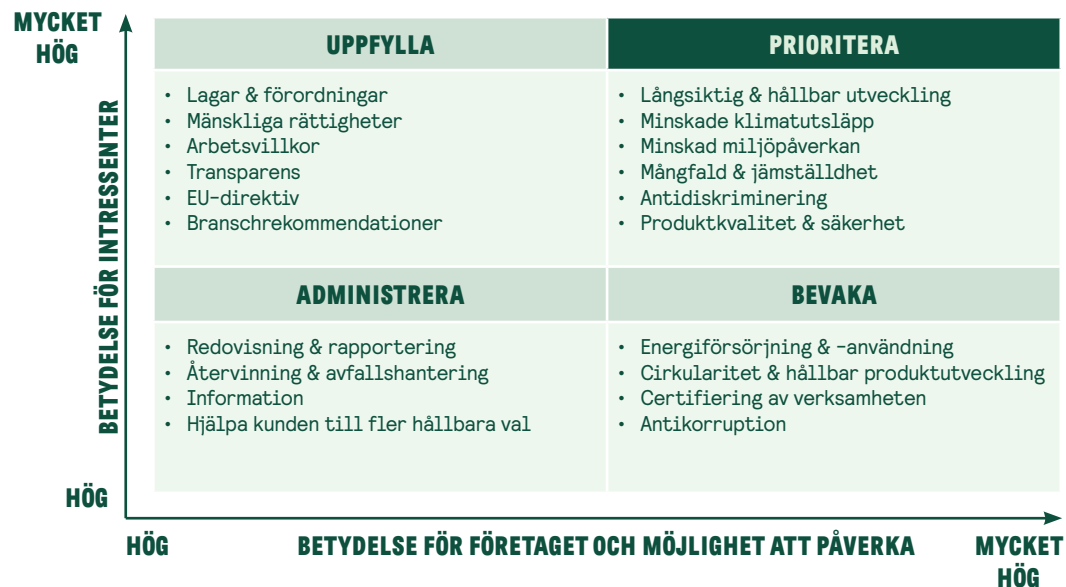 MYCKET
HÖG
BETYDELSE FÖR INTRESSENTER
HÖG
UPPFYLLA
• Lagar & förordningar
• Mänskliga rättigheter
• Arbetsvillkor
• Transparens
• EU-direktiv
• Branschrekommendationer
PRIORITERA
• Långsiktig & hållbar utveckling
• Minskade klimatutsläpp
• Minskad miljöpåverkan
• Mångfald & jämställdhet
• Antidiskriminering
• Produktkvalitet & säkerhet
ADMINISTRERA
• Redovisning & rapportering
• Återvinning & avfallshantering
• Information
• Hjälpa kunden till fler hållbara val
BEVAKA
• Energiförsörjning & -användning
• Cirkularitet & hållbar produktutveckling
• Certifiering av verksamheten
• Antikorruption
HÖG
BETYDELSE FÖR FÖRETAGET OCH MÖJLIGHET ATT PÅVERKA
MYCKET
HÖG